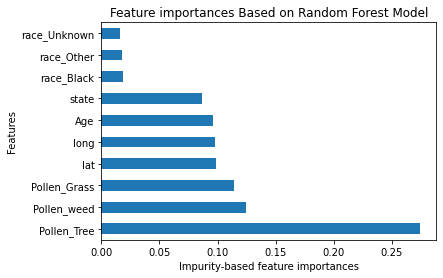 Feature importances Based on Random Forest Model
race_Unknown
race_Other
race_Black
state
Age
long
lat
Pollen_Grass
Pollen_weed
Pollen_Tree
Features
0.00 0.05 0.10 0.15 0.20 0.25
Impurity-based feature importances